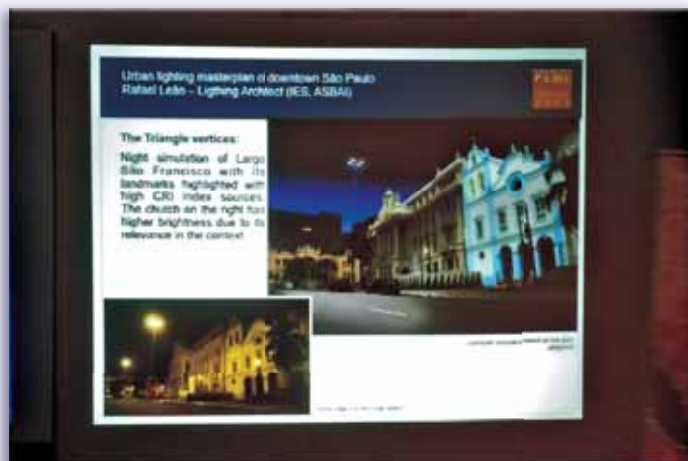 Urban lighting masterplan of downtown São Paulo
Rafael Leão – Ligthing Architect (IES, ASBAI)
The Triangle vertices:
Night simulation of Largo
São Francisco with its
landmarks highlighted with
high CRI index sources.
The church on the right has
higher brightness due to its
relevance in the context